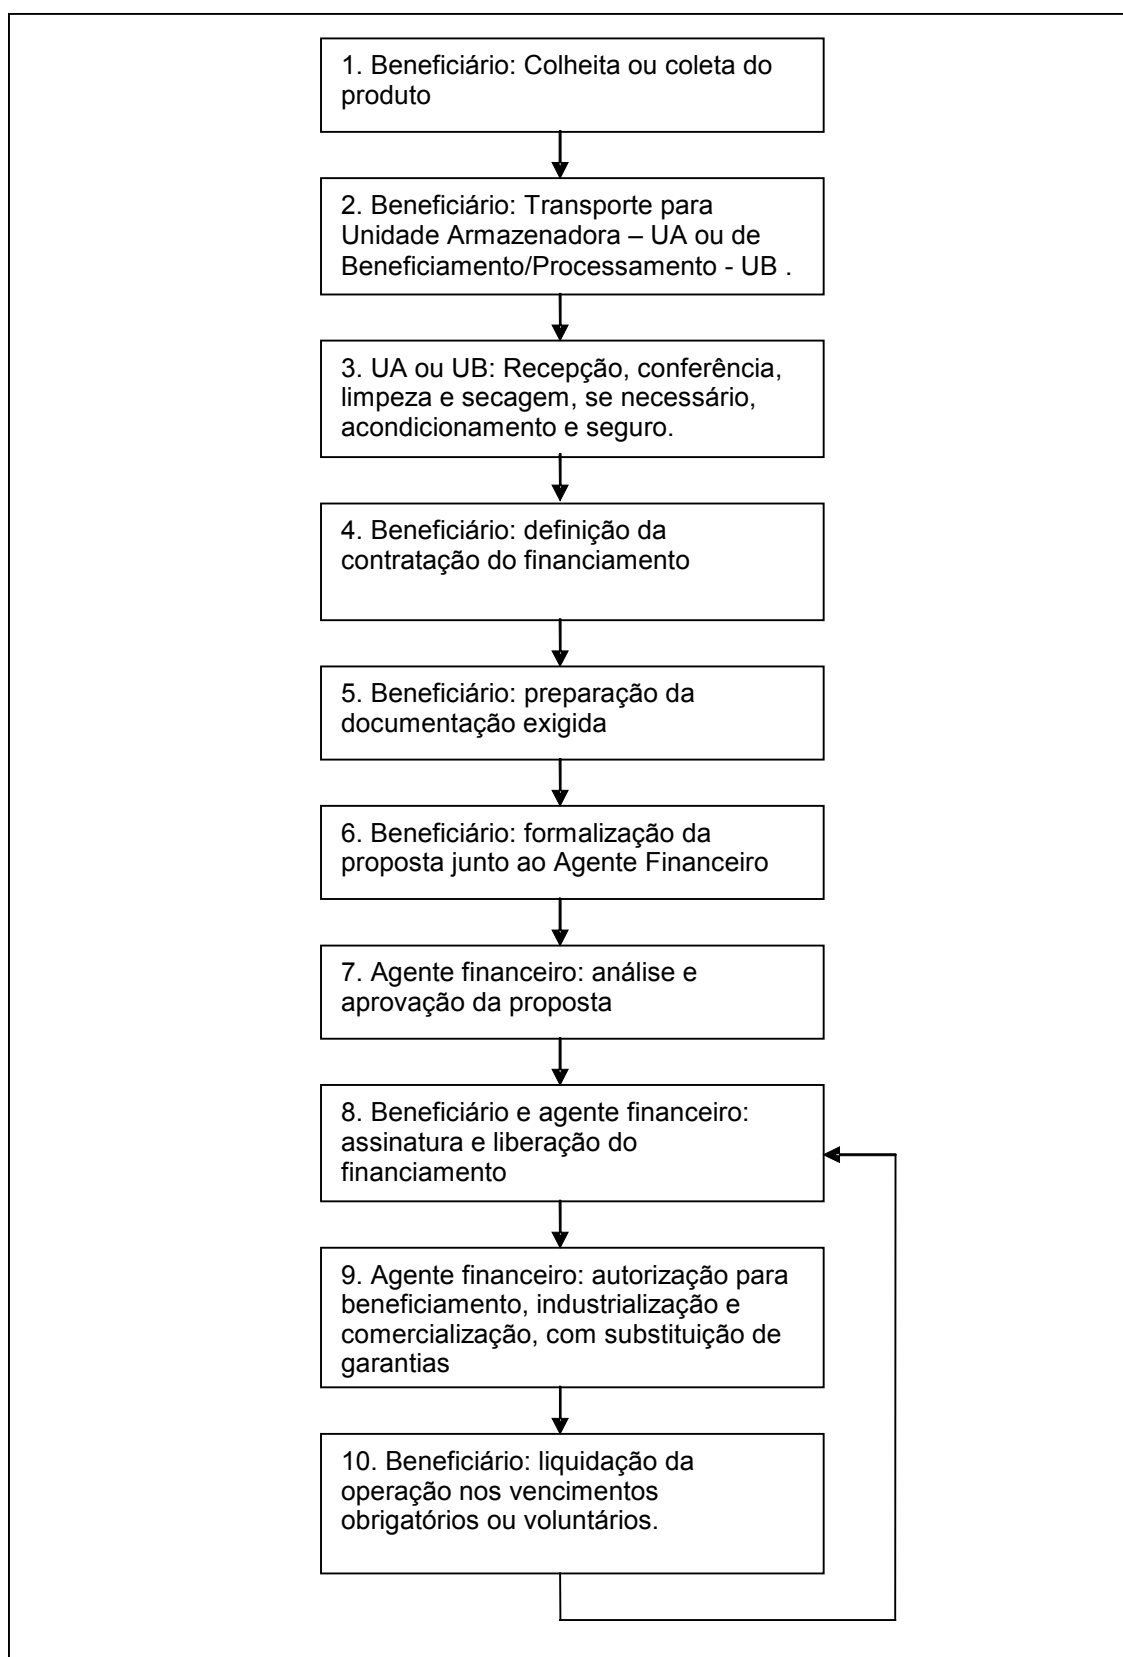 1. Beneficiário: Colheita ou coleta do
produto
2. Beneficiário: Transporte para
Unidade Armazenadora – UA ou de
Beneficiamento/Processamento - UB .
3. UA ou UB: Recepção, conferência,
limpeza e secagem, se necessário,
acondicionamento e seguro.
4. Beneficiário: definição da
contratação do financiamento
5. Beneficiário: preparação da
documentação exigida
6. Beneficiário: formalização da
proposta junto ao Agente Financeiro
7. Agente financeiro: análise e
aprovação da proposta
8. Beneficiário e agente financeiro:
assinatura e liberação do
financiamento
9. Agente financeiro: autorização para
beneficiamento, industrialização e
comercialização, com substituição de
garantias
10. Beneficiário: liquidação da
operação nos vencimentos
obrigatórios ou voluntários.